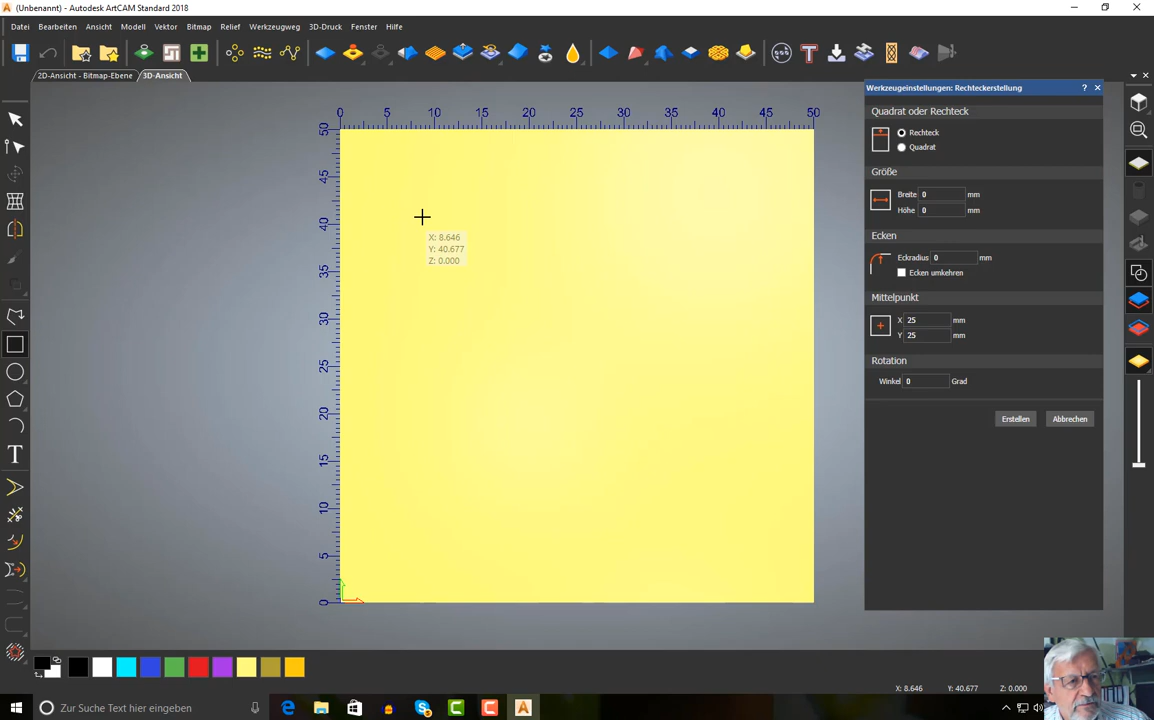 (Unbenannt) - Autodesk ArtCAM Standard 2018
Datei Bearbeiten Ansicht Modell Vektor Bitmap Relief Werkzeugweg 3D-Druck Fenster Hilfe
2D-Ansicht - Bitmap-Ebene 3D-Ansicht
Werkzeugeinstellungen: Rechteckerstellung
? ×
Quadrat oder Rechteck
Rechteck
Quadrat
Größe
Breite 0 mm
Höhe 0 mm
Ecken
Eckradius 0 mm
Ecken umkehren
Mittelpunkt
X 25 mm
Y 25 mm
Rotation
Winkel 0 Grad
Erstellen Abbrechen
0 5 10 15 20 25 30 35 40 45 50
50
45
40
35
30
25
20
15
10
5
0
X: 8.646
Y: 40.677
Z: 0.000
X: 8.646 Y: 40.677 Z: 0.000
Zur Suche Text hier eingeben